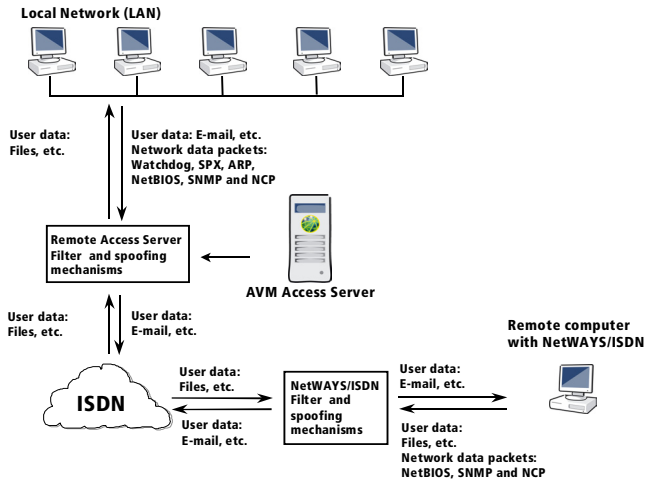 Local Network (LAN)
User data:
Files, etc.
User data: E-mail, etc.
Network data packets:
Watchdog, SPX, ARP,
NetBIOS, SNMP and NCP
Remote Access Server
Filter and spoofing
mechanisms
AVM Access Server
User data:
Files, etc.
User data:
E-mail, etc.
Remote computer
with NetWAYS/ISDN
ISDN
User data:
Files, etc.
User data:
E-mail, etc.
NetWAYS/ISDN
Filter and
spoofing
mechanisms
User data:
E-mail, etc.
User data:
Files, etc.
Network data packets:
NetBIOS, SNMP and NCP